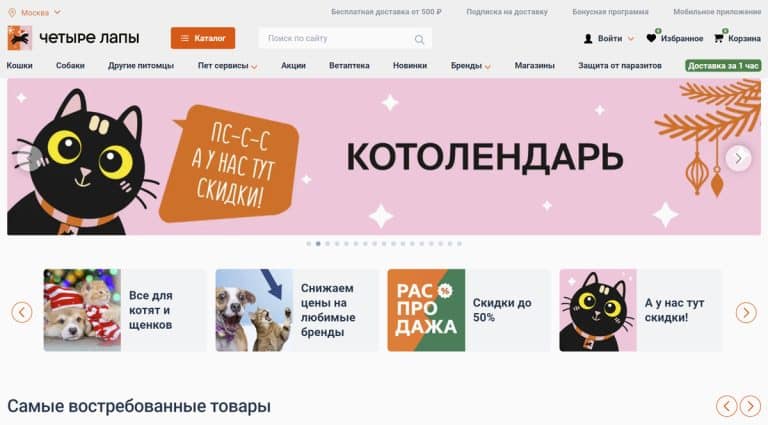 Москва
Бесплатная доставка от 500 ₽
Подписка на доставку
Бонусная программа
Мобильное приложение
четыре лапы
Каталог
Поиск по сайту
Войти
0
Избранное
0
Корзина
Кошки
Собаки
Другие питомцы
Пет сервисы
Акции
Ветаптека
Новинки
Бренды
Магазины
Защита от паразитов
Доставка за 1 час
ПС-С-С
А У НАС ТУТ
СКИДКИ!
КОТОЛЕНДАРЬ
Все для
котят и
щенков
Снижаем
цены на
любимые
бренды
РАС %
ПРО
ДАЖА
Скидки до
50%
А у нас тут
скидки!
Самые востребованные товары